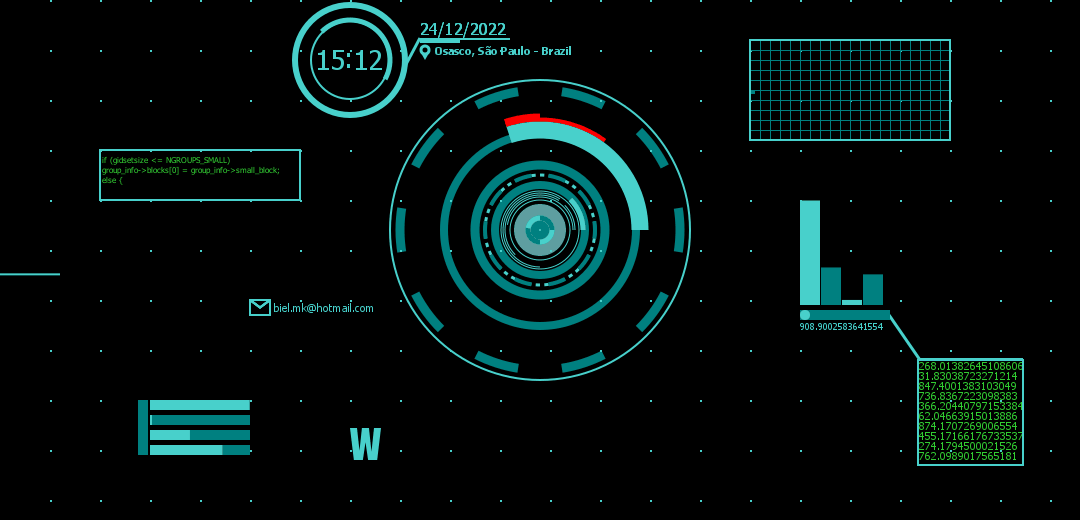 24/12/2022
15:12
Osasco, São Paulo - Brazil
if (gidsetsize <= NGROUPS_SMALL)
group_info->blocks[0] = group_info->small_block;
else {
biel.mk@hotmail.com
908.9002583641554
268.01382645108606
31.83038723271214
847.4001383103049
736.8367223098383
366.20440797153384
62.04663915013886
874.1707269006554
455.17166176733537
274.1794500021526
762.0989017565181
W